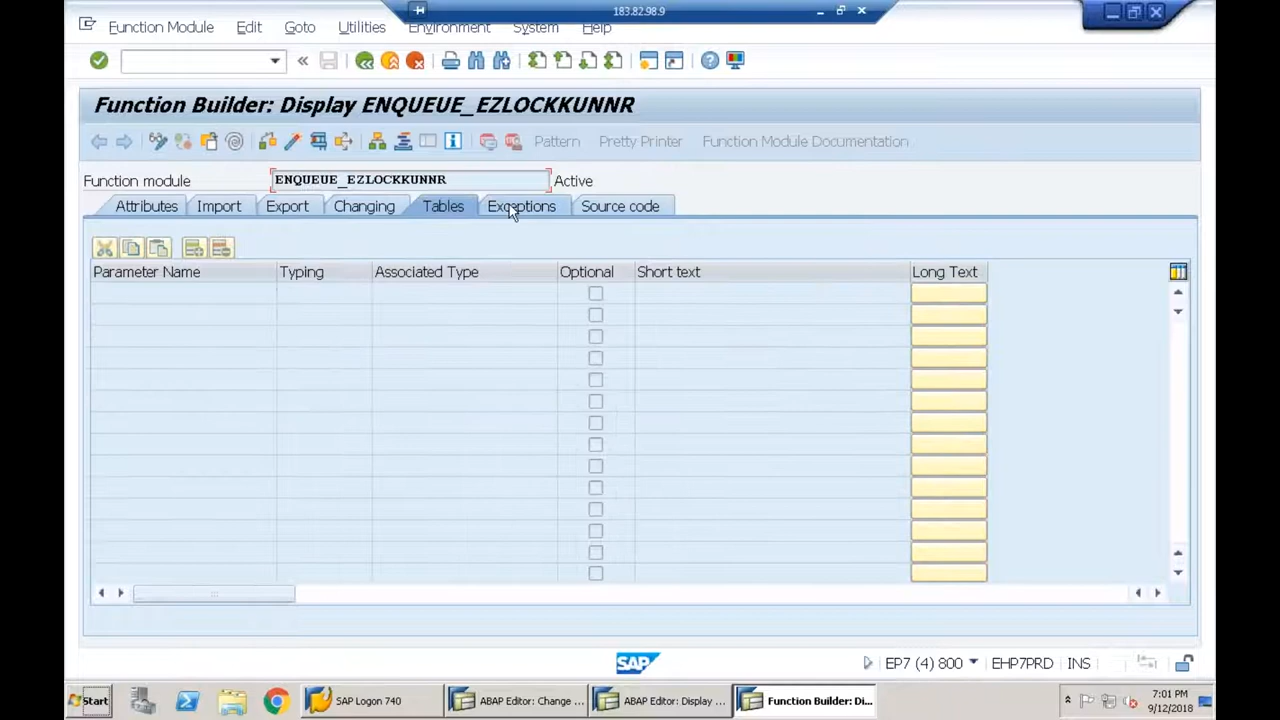 183.82.98.9
Function Module Edit Goto Utilities Environment System Help
Function Builder: Display ENQUEUE_EZLOCKKUNNR
Pattern Pretty Printer Function Module Documentation
Function module ENQUEUE_EZLOCKKUNNR Active
Attributes Import Export Changing Tables Exceptions Source code
Parameter Name Typing Associated Type Optional Short text Long Text
SAP EP7 (4) 800 EHP7PRD INS
Start SAP Logon 740 ABAP Editor: Change ... ABAP Editor: Display ... Function Builder: Di... 7:01 PM
9/12/2018